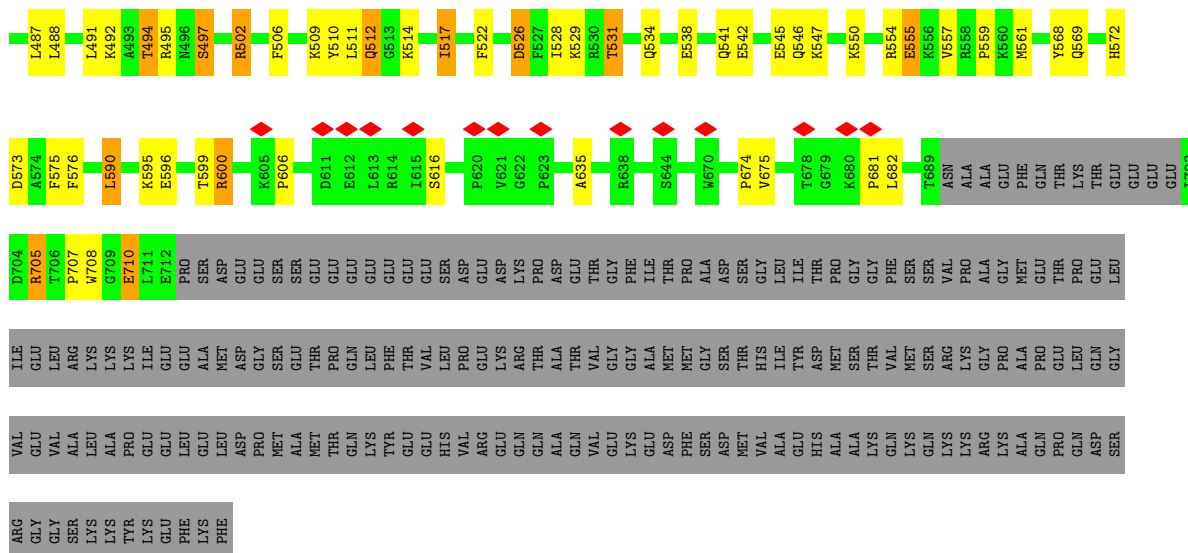 L487 L488 L491 K492 A493 T494 R495 N496 S497 R502 F506 K509 Y510 L511 Q512 G513 K514 I517 F522 D526 F527 I528 K529 R530 T531 Q534 E538 Q541 E542 E545 Q546 K547 K550 R554 E555 K556 V557 R558 P559 K560 M561 Y568 Q569 H572
D573 A574 F575 F576 L590 K595 E596 T599 R600 K605 P606 D611 E612 L613 R614 I615 S616 P620 V621 G622 P623 A635 R638 S644 W670 P674 V675 T678 G679 K680 P681 L682 T689 ASN ALA ALA GLU PHE GLN THR LYS THR GLU GLU GLU GLU
D704 R705 T706 P707 W708 G709 E710 L711 E712 PRO SER ASP GLU GLU SER SER GLU GLU GLU GLU GLU GLU SER ASP GLU ASP LYS PRO ASP GLU THR GLY PHE ILE THR PRO ALA ASP SER GLY LEU ILE THR PRO GLY GLY PHE SER SER VAL PRO ALA GLY MET GLU THR PRO GLU LEU
ILE GLU LEU ARG LYS LYS LYS ILE GLU GLU ALA MET ASP GLY SER GLU THR PRO GLN LEU PHE THR VAL LEU PRO GLU LYS ARG THR ALA THR VAL GLY GLY ALA MET MET GLY SER THR HIS ILE TYR ASP MET SER THR VAL MET SER ARG LYS GLY PRO ALA PRO GLU LEU GLN GLY
VAL GLU VAL ALA LEU ALA PRO GLU GLU LEU GLU LEU ASP PRO MET ALA MET THR GLN LYS TYR GLU GLU HIS VAL ARG GLU GLN GLN ALA GLN VAL GLU LYS GLU ASP PHE SER ASP MET VAL ALA GLU HIS ALA ALA LYS GLN LYS GLN LYS LYS ARG LYS ALA GLN PRO GLN ASP SER
ARG GLY GLY SER LYS LYS TYR LYS GLU PHE LYS PHE